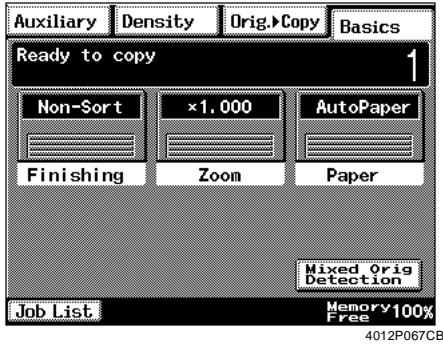 Auxiliary Density Orig.▶Copy Basics
Ready to copy 1
Non-Sort ×1.000 AutoPaper
Finishing Zoom Paper
Mixed Orig
Detection
Job List Memory Free 100%
4012P067CB